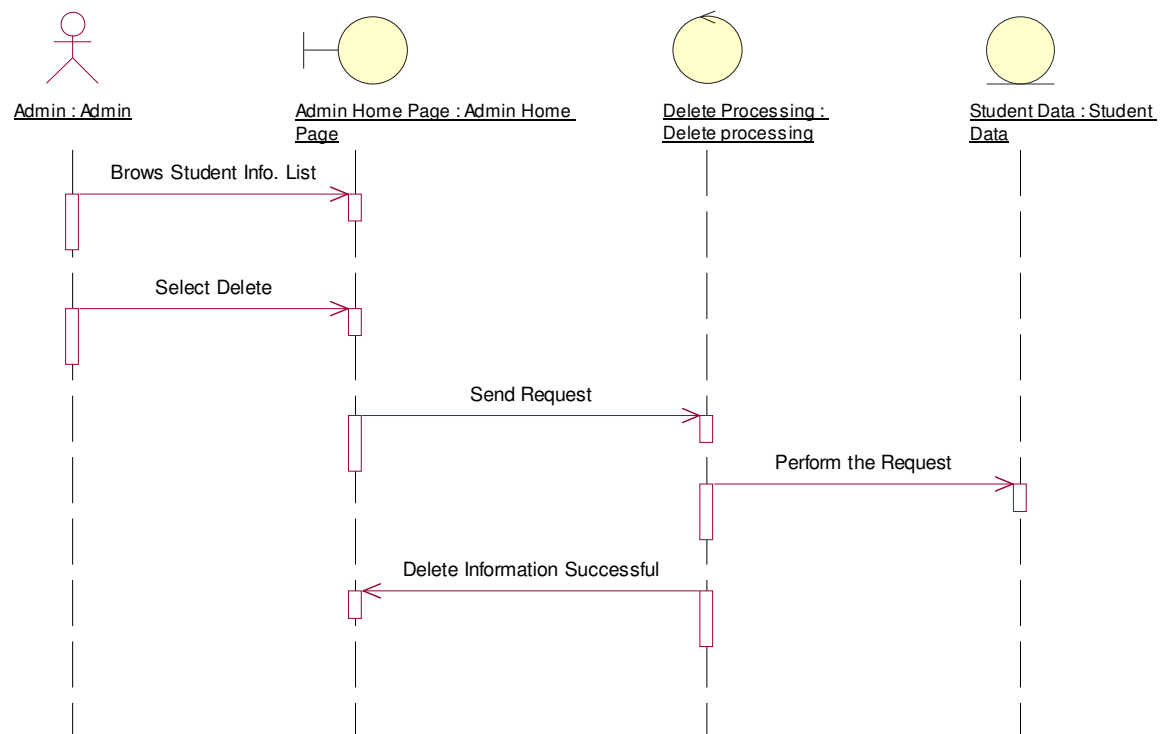 Admin : Admin
Admin Home Page : Admin Home
Page
Delete Processing :
Delete processing
Student Data : Student
Data
Brows Student Info. List
Select Delete
Send Request
Perform the Request
Delete Information Successful